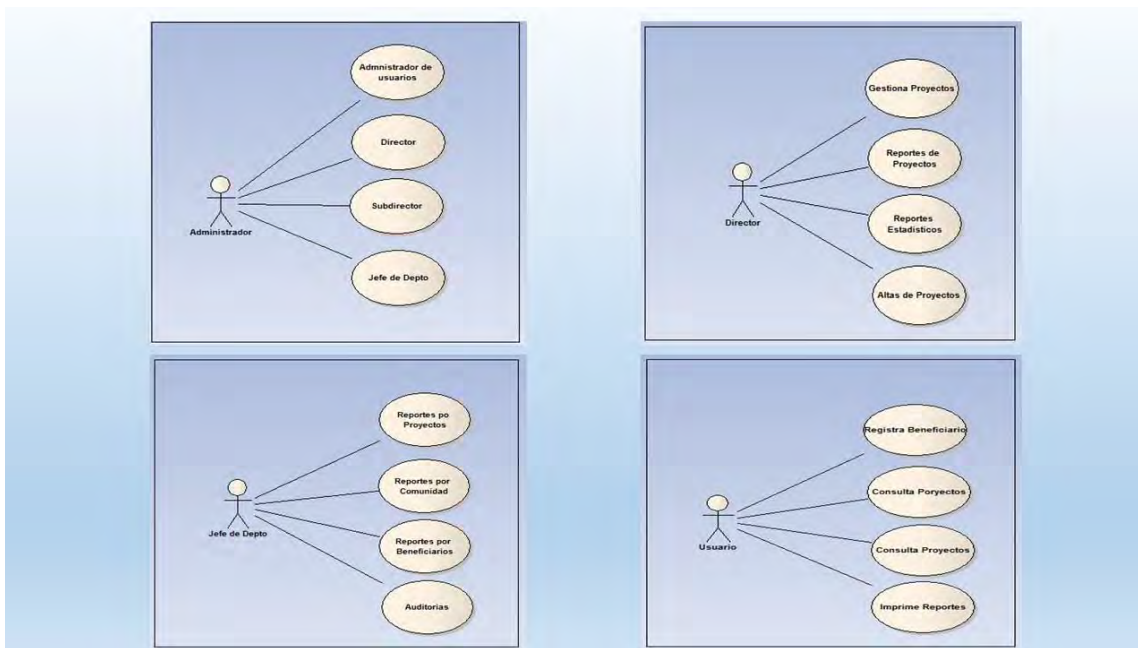 Admnistrador de
usuarios
Director
Subdirector
Jefe de Depto
Administrador
Gestiona Proyectos
Reportes de
Proyectos
Reportes
Estadisticos
Altas de Proyectos
Director
Reportes po
Proyectos
Reportes por
Comunidad
Reportes por
Beneficiarios
Auditorias
Jefe de Depto
Registra Beneficiario
Consulta Poryectos
Consulta Proyectos
Imprime Reportes
Usuario